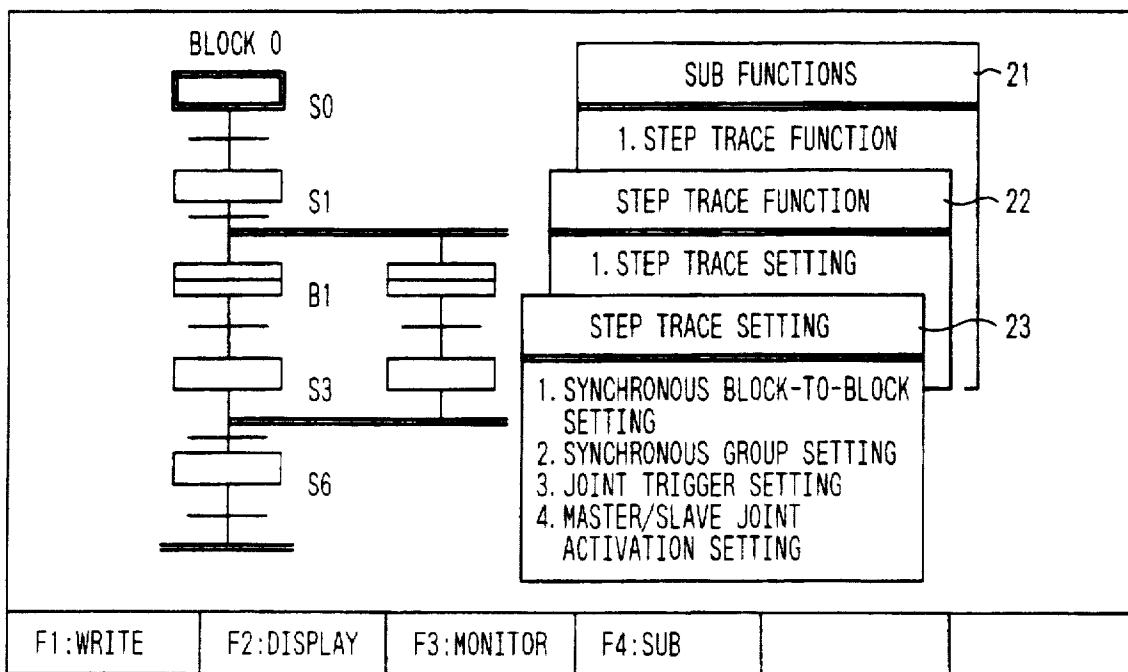 BLOCK 0
S0
S1
B1
S3
S6
SUB FUNCTIONS
21
1. STEP TRACE FUNCTION
STEP TRACE FUNCTION
22
1. STEP TRACE SETTING
STEP TRACE SETTING
23
1. SYNCHRONOUS BLOCK-TO-BLOCK
SETTING
2. SYNCHRONOUS GROUP SETTING
3. JOINT TRIGGER SETTING
4. MASTER/SLAVE JOINT
ACTIVATION SETTING
F1:WRITE
F2:DISPLAY
F3:MONITOR
F4:SUB